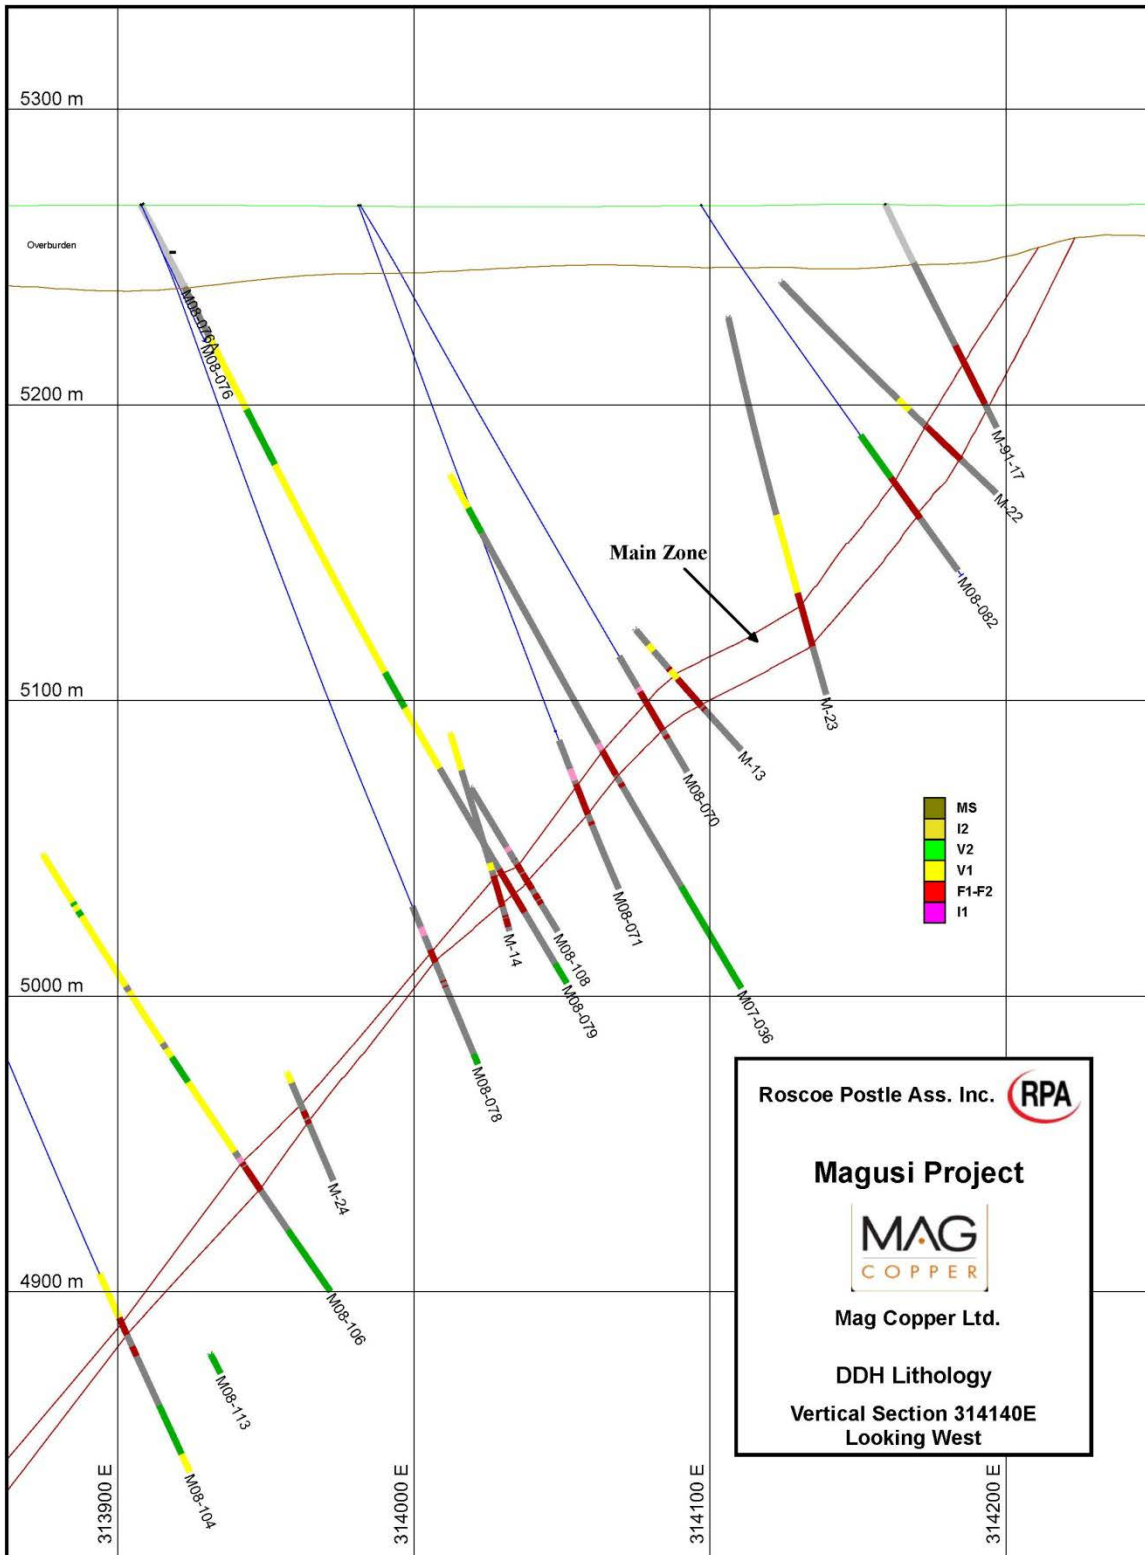 5300 m
Overburden
M08-076A
M08-076
5200 m
M-91-17
M-22
Main Zone
M08-082
M-23
5100 m
M-13
M08-070
MS
I2
V2
V1
F1-F2
I1
M08-071
M-14
M08-108
M08-079
5000 m
M07-036
M08-078
Roscoe Postle Ass. Inc.
RPA
Magusi Project
MAG
COPPER
Mag Copper Ltd.
DDH Lithology
Vertical Section 314140E
Looking West
M-24
4900 m
M08-106
M08-113
M08-104
313900 E
314000 E
314100 E
314200 E